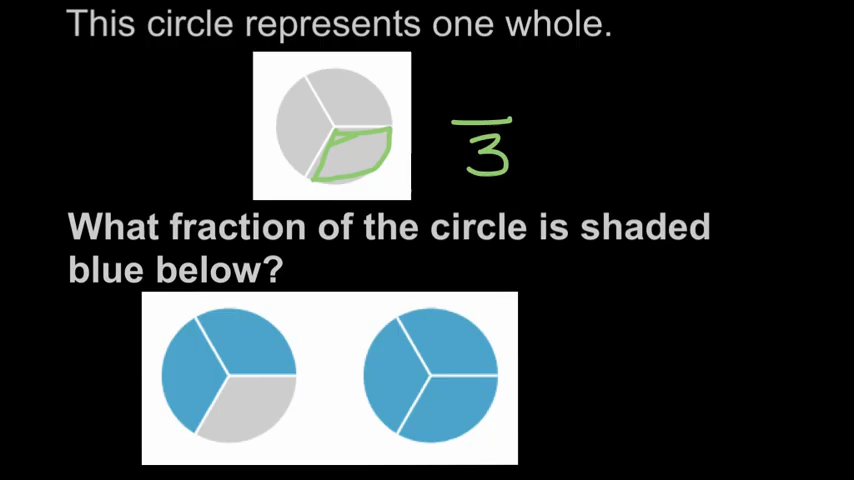 This circle represents one whole.
3
What fraction of the circle is shaded
blue below?